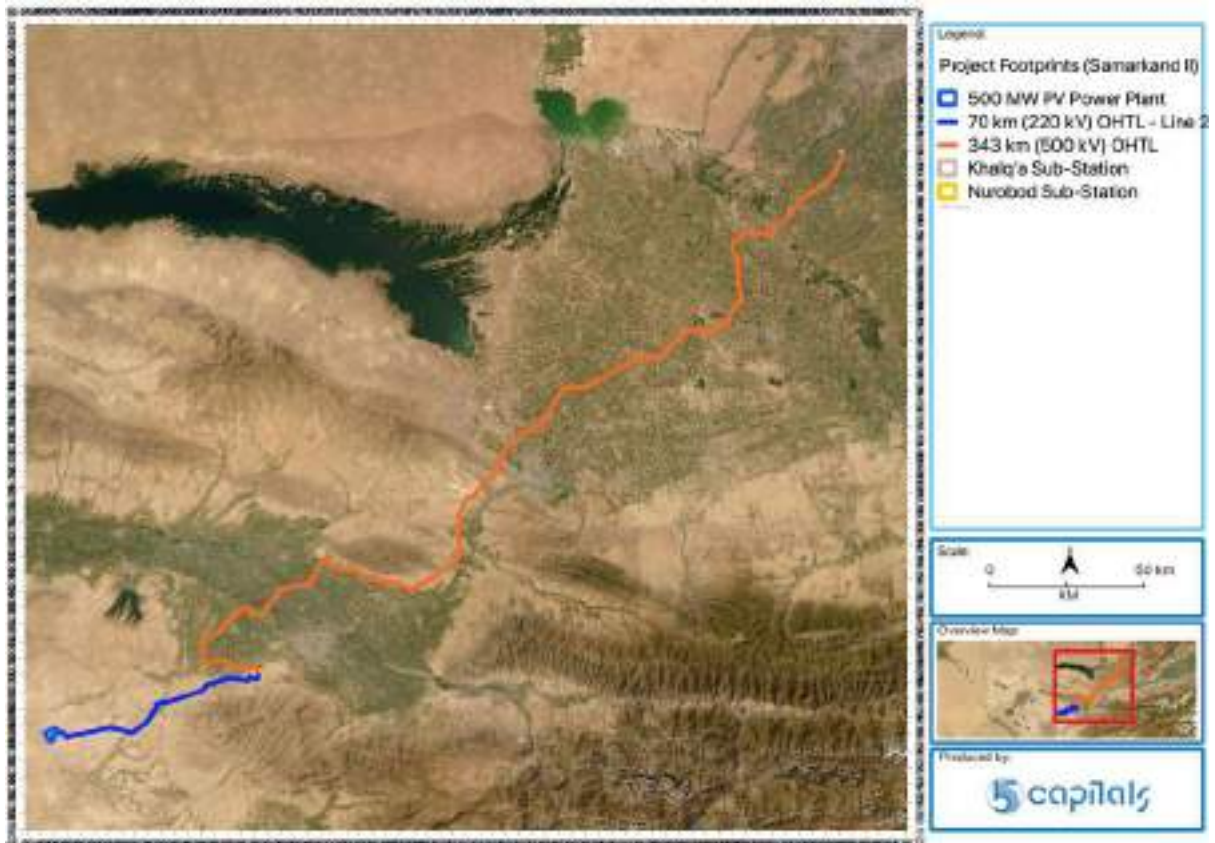 Legend
Project Footprints (Samarkand II)
500 MW PV Power Plant
70 km (220 kV) OHTL - Line 2
343 km (500 kV) OHTL
Khalq'a Sub-Station
Nurobod Sub-Station
Scale
0 50 km
KM
Overview Map
Produced by:
5 capitals